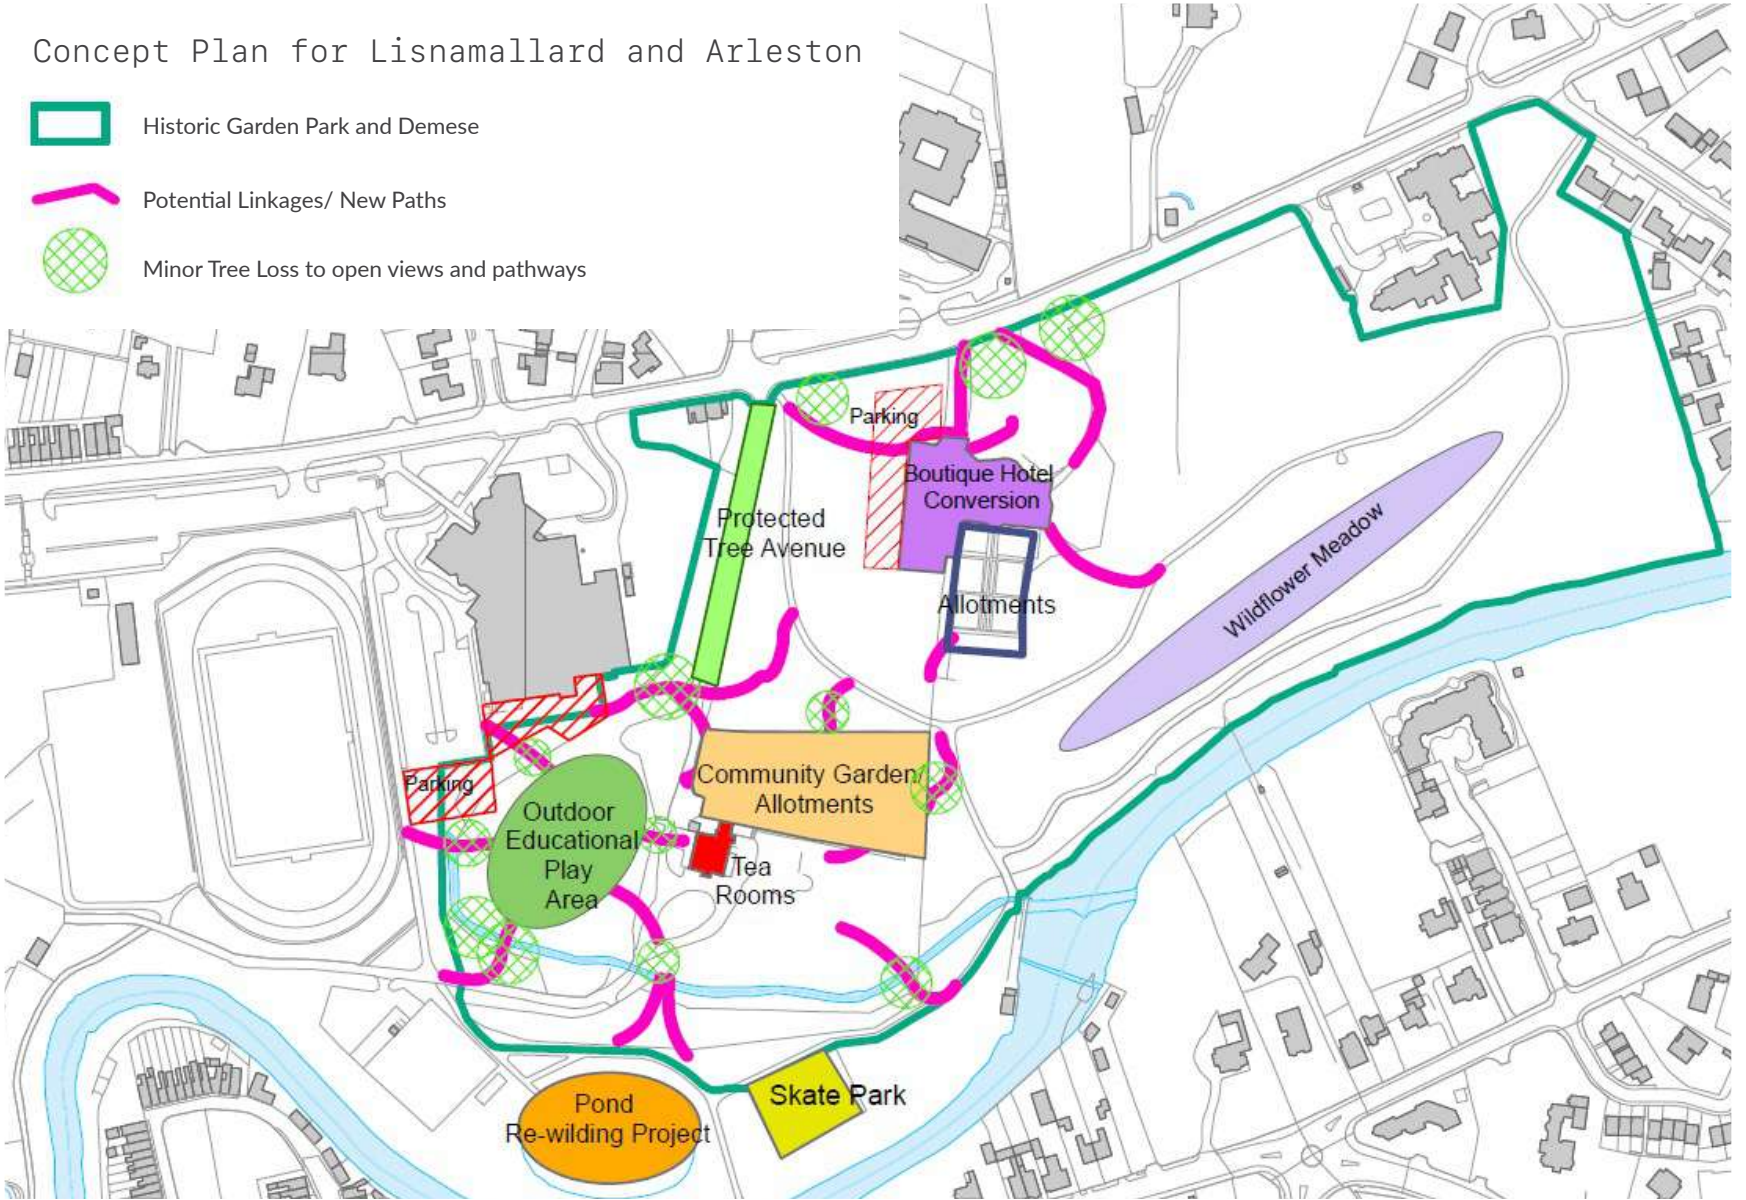 Concept Plan for Lisnamallard and Arleston
Historic Garden Park and Demese
Potential Linkages/ New Paths
Minor Tree Loss to open views and pathways
Parking
Boutique Hotel
Conversion
Protected
Tree Avenue
Allotments
Wildflower Meadow
Parking
Community Garden/
Allotments
Outdoor
Educational
Play
Area
Tea
Rooms
Skate Park
Pond
Re-wilding Project